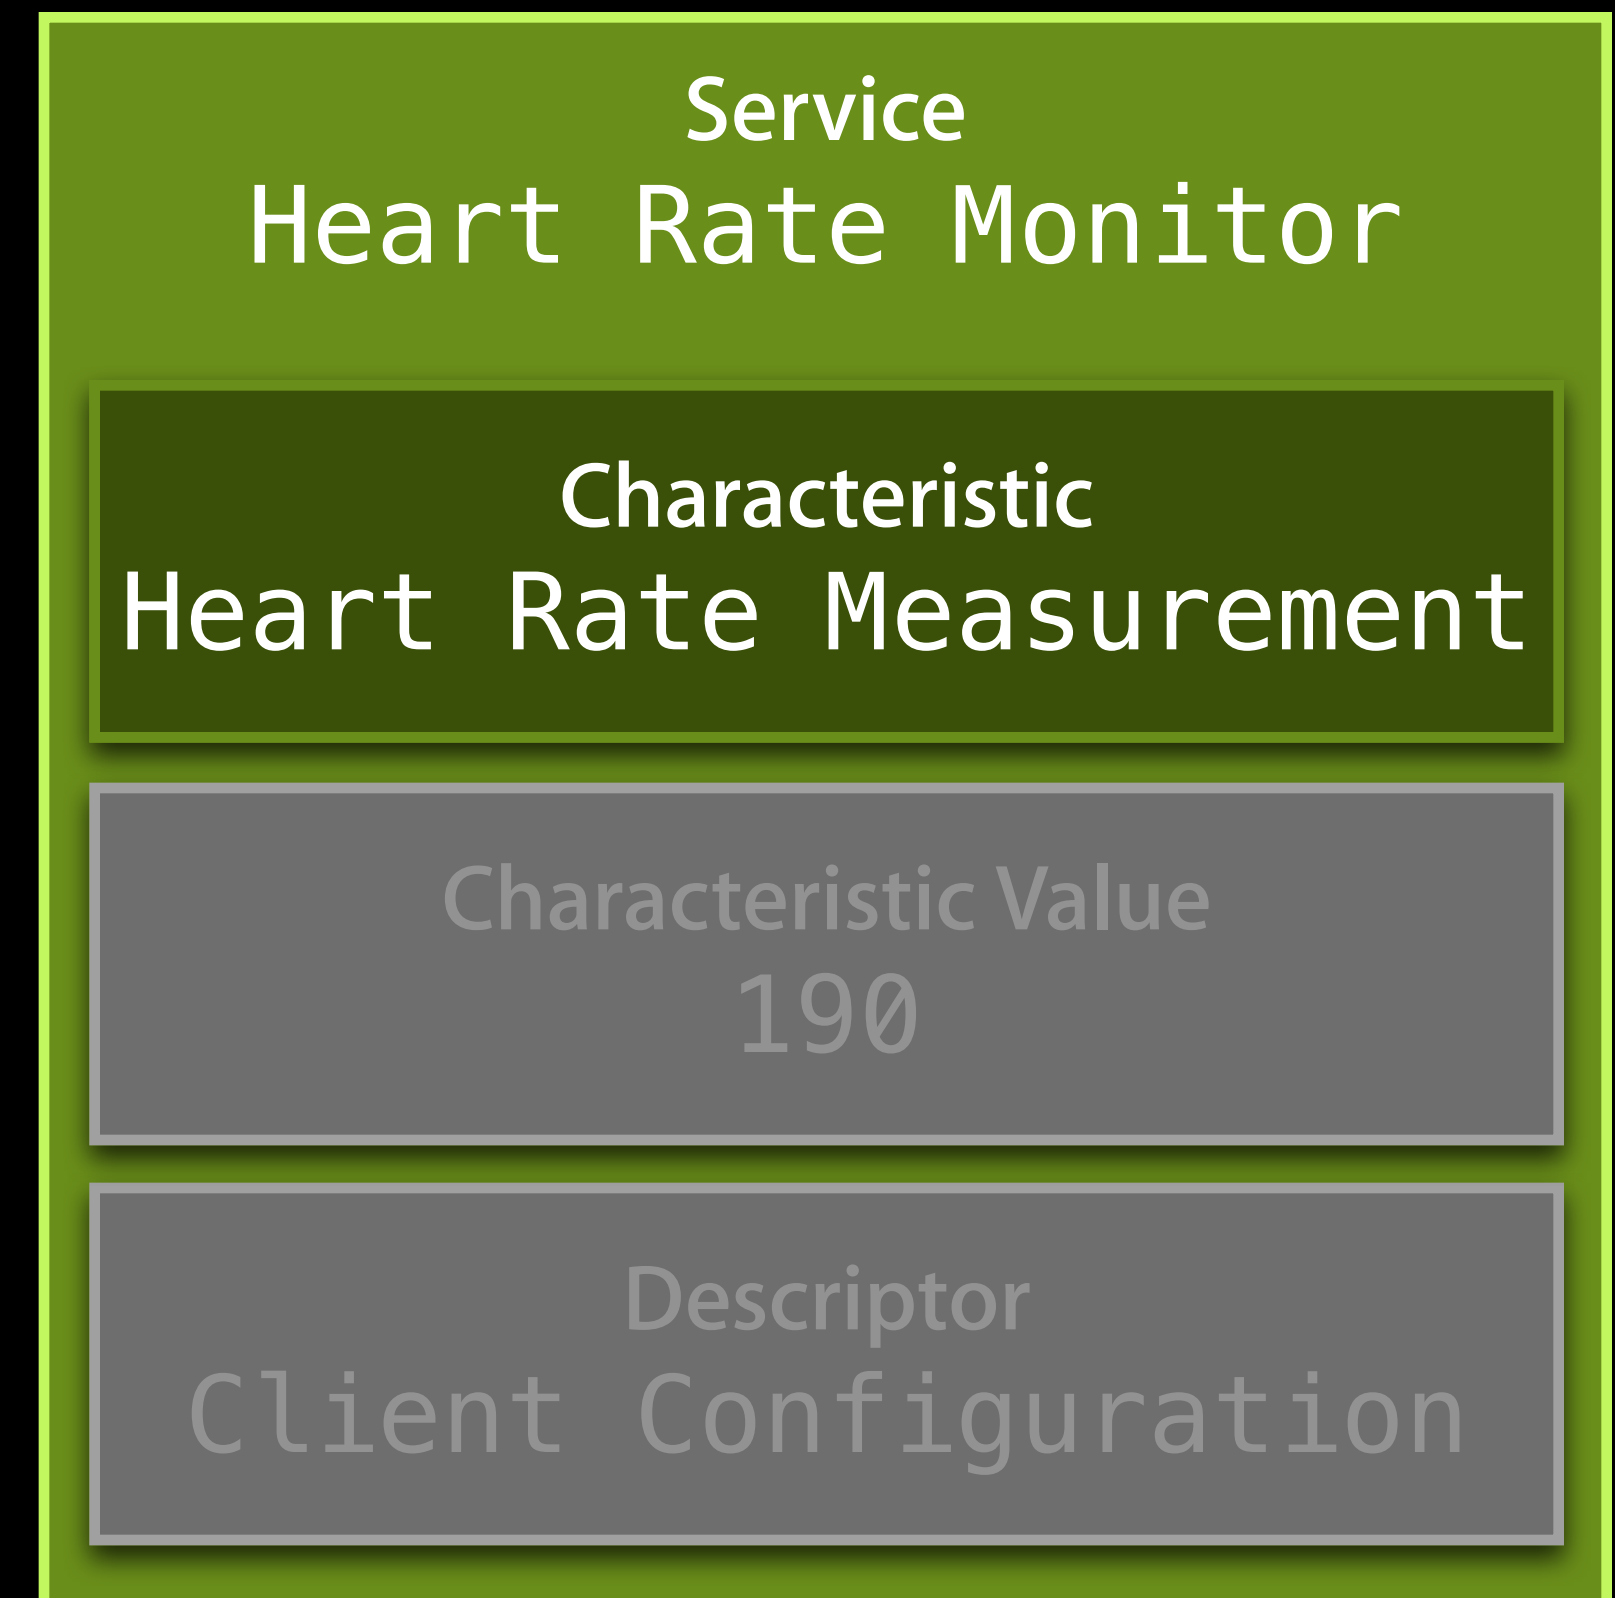 Service
Heart Rate Monitor
Characteristic
Heart Rate Measurement
Characteristic Value
190
Descriptor
Client Configuration